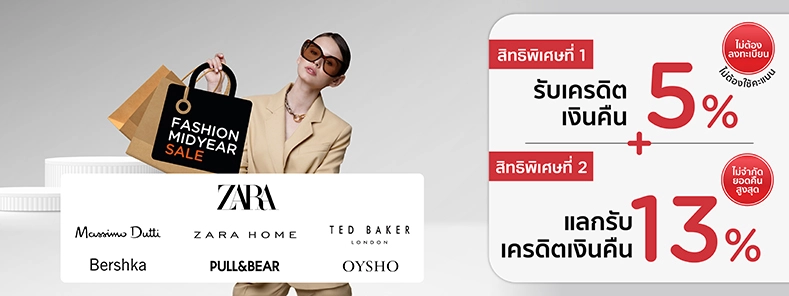 FASHION
MIDYEAR
SALE
ZARA
Massimo Dutti
ZARA HOME
TED BAKER
LONDON
Bershka
PULL&BEAR
OYSHO
สิทธิพิเศษที่ 1
ไม่ต้อง
ลงทะเบียน
ไม่ต้องใช้คะแนน
รับเครดิต
เงินคืน
5%
+
สิทธิพิเศษที่ 2
ไม่จำกัด
ยอดคืน
สูงสุด
แลกรับ
เครดิตเงินคืน
13%